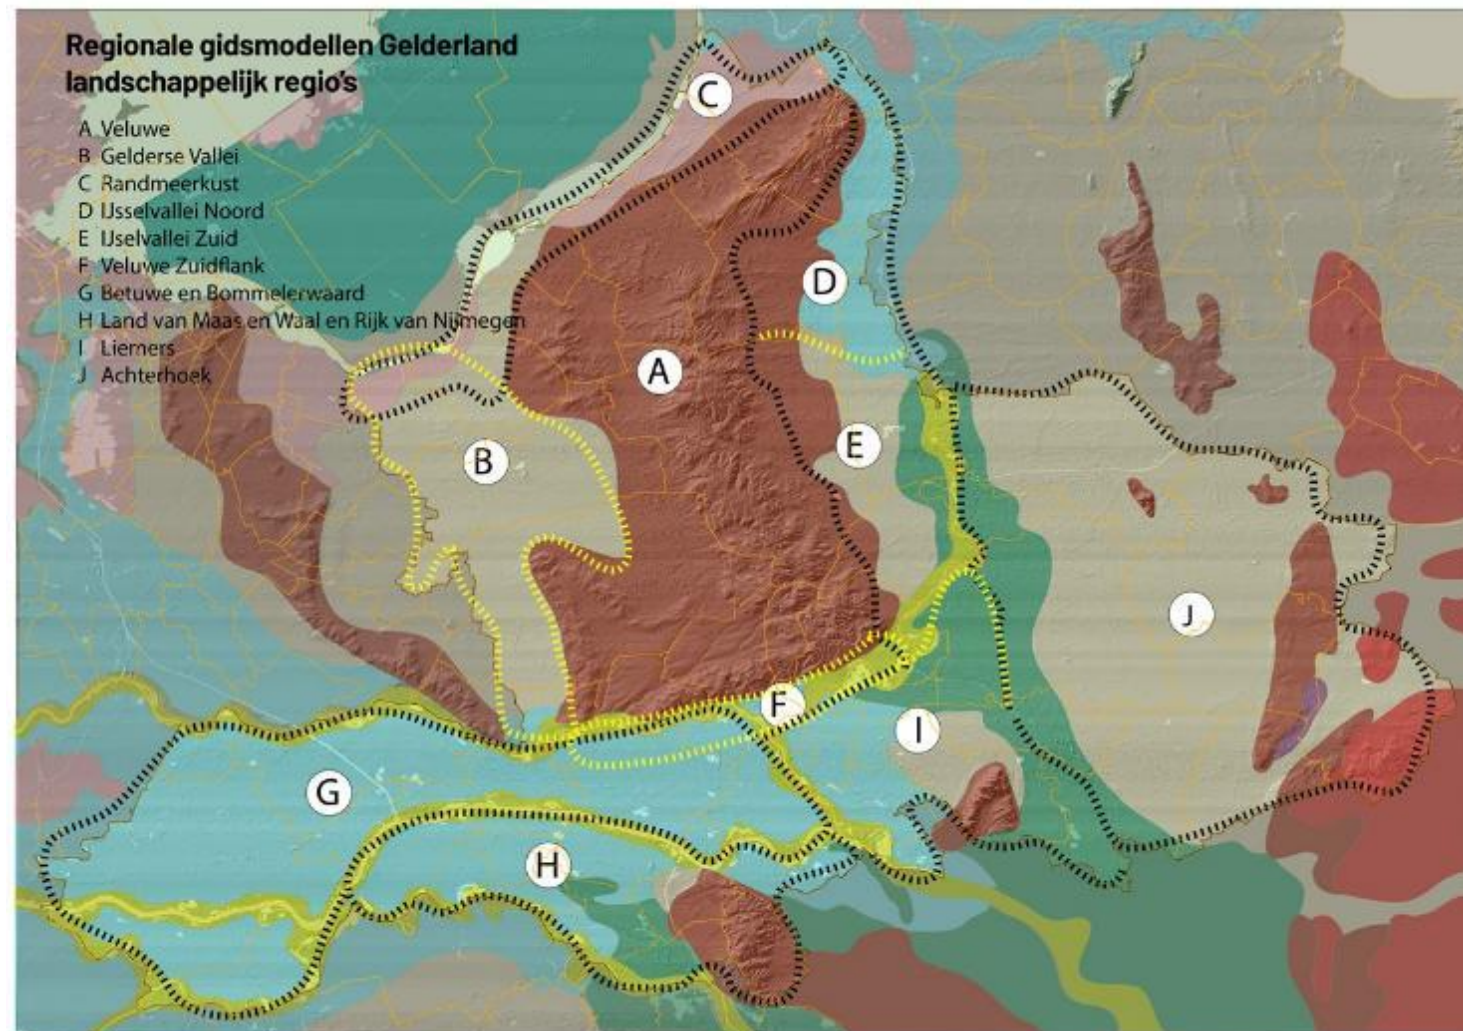 Regionale gidsmodellen Gelderland
landschappelijk regio's
A Veluwe
B Gelderse Vallei
C Randmeerkust
D IJsselvallei Noord
E IJselvallei Zuid
F Veluwe Zuidflank
G Betuwe en Bommelerwaard
H Land van Maas en Waal en Rijk van Nijmegen
I Liemers
J Achterhoek
C
D
A
E
B
J
F
I
G
H